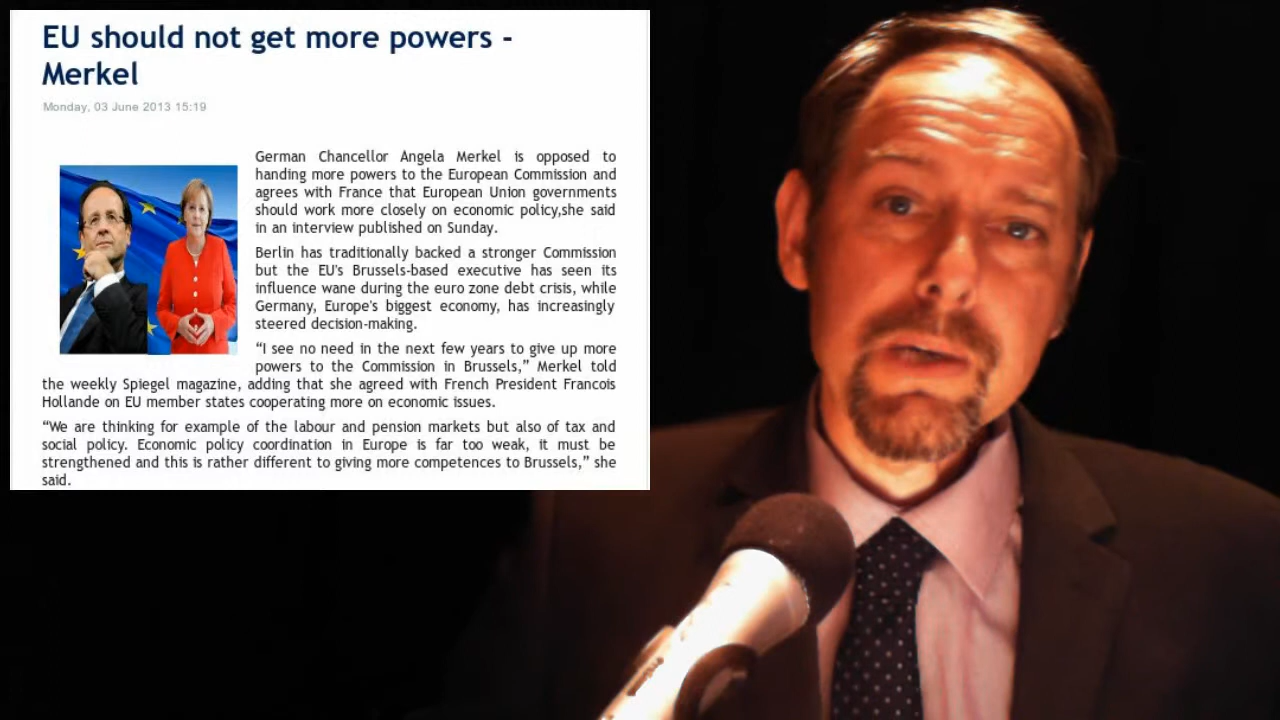 EU should not get more powers -
Merkel
Monday, 03 June 2013 15:19
German Chancellor Angela Merkel is opposed to
handing more powers to the European Commission and
agrees with France that European Union governments
should work more closely on economic policy,she said
in an interview published on Sunday.
Berlin has traditionally backed a stronger Commission
but the EU's Brussels-based executive has seen its
influence wane during the euro zone debt crisis, while
Germany, Europe's biggest economy, has increasingly
steered decision-making.
“I see no need in the next few years to give up more
powers to the Commission in Brussels,” Merkel told
the weekly Spiegel magazine, adding that she agreed with French President Francois
Hollande on EU member states cooperating more on economic issues.
“We are thinking for example of the labour and pension markets but also of tax and
social policy. Economic policy coordination in Europe is far too weak, it must be
strengthened and this is rather different to giving more competences to Brussels,” she
said.